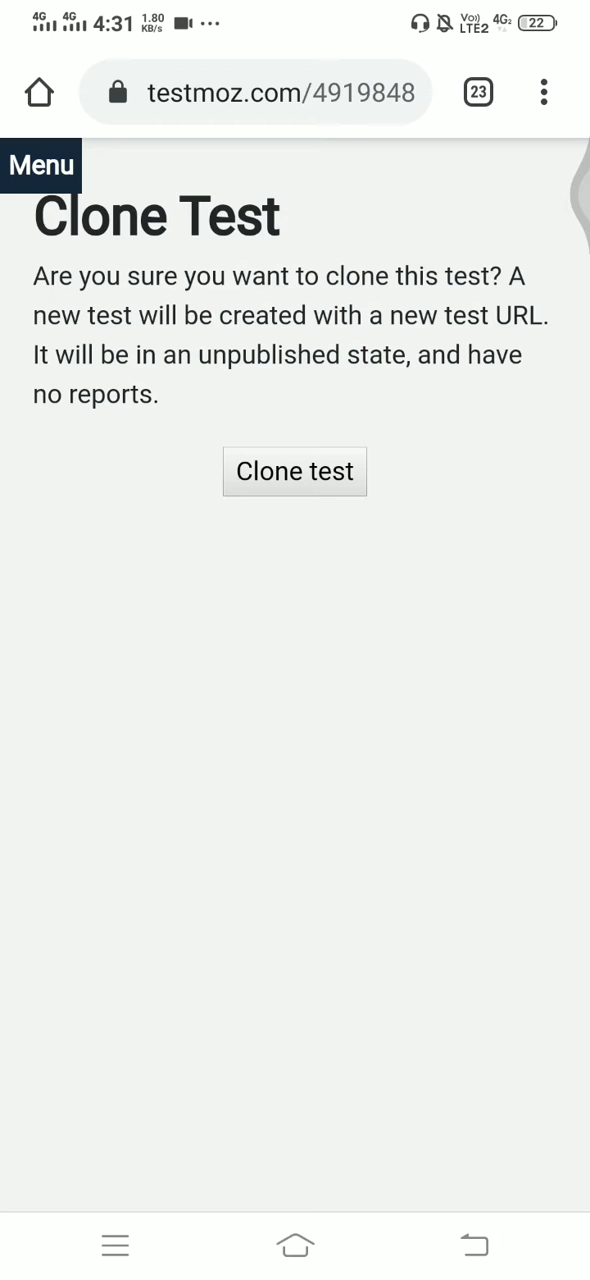 4G 4G 4:31 1.80 KB/s ... Vo)) LTE2 4G2 22
testmoz.com/4919848 23
Menu
Clone Test
Are you sure you want to clone this test? A
new test will be created with a new test URL.
It will be in an unpublished state, and have
no reports.
Clone test